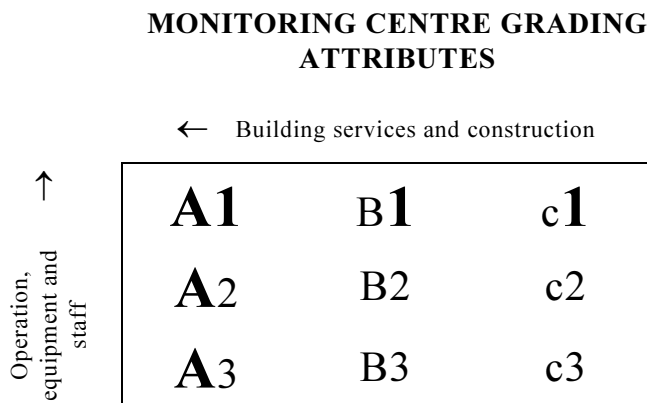 MONITORING CENTRE GRADING
ATTRIBUTES
← Building services and construction
↑
Operation,
equipment and
staff
A1 B1 c1
A2 B2 c2
A3 B3 c3